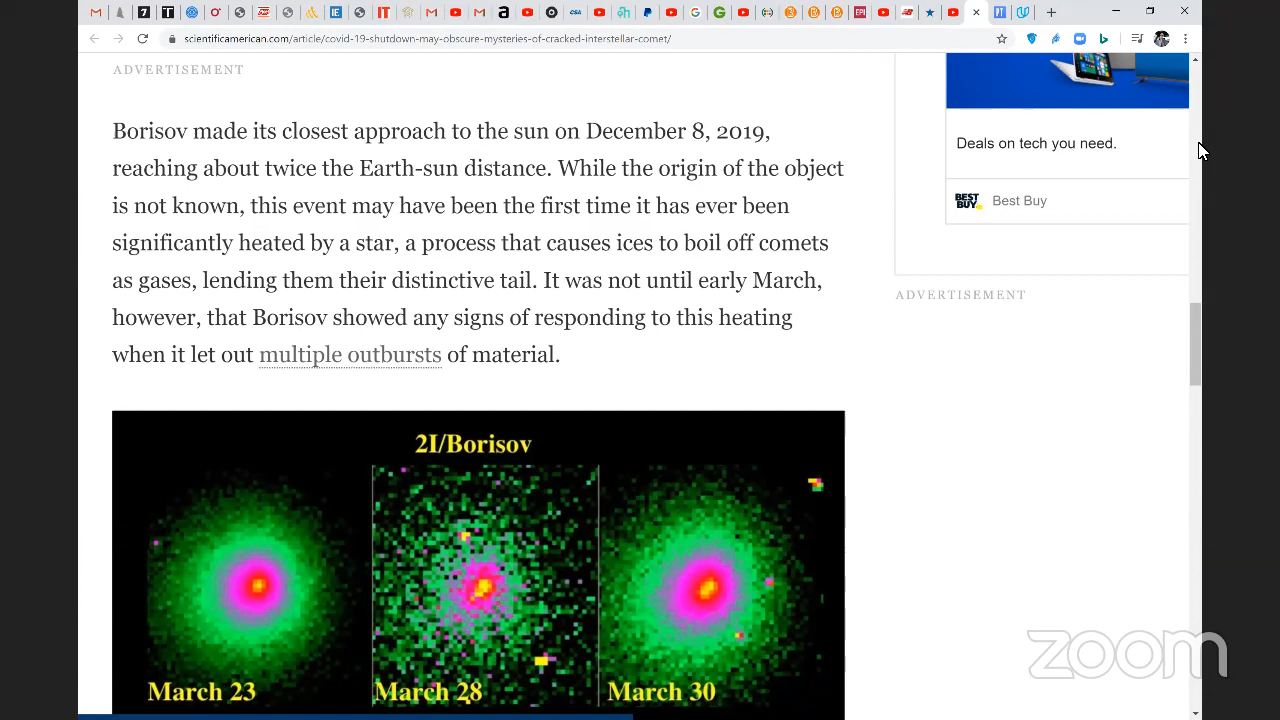 scientificamerican.com/article/covid-19-shutdown-may-obscure-mysteries-of-cracked-interstellar-comet/
ADVERTISEMENT
Borisov made its closest approach to the sun on December 8, 2019,
reaching about twice the Earth-sun distance. While the origin of the object
is not known, this event may have been the first time it has ever been
significantly heated by a star, a process that causes ices to boil off comets
as gases, lending them their distinctive tail. It was not until early March,
however, that Borisov showed any signs of responding to this heating
when it let out multiple outbursts of material.
2I/Borisov
March 23
March 28
March 30
Deals on tech you need.
BEST BUY
Best Buy
ADVERTISEMENT
zoom